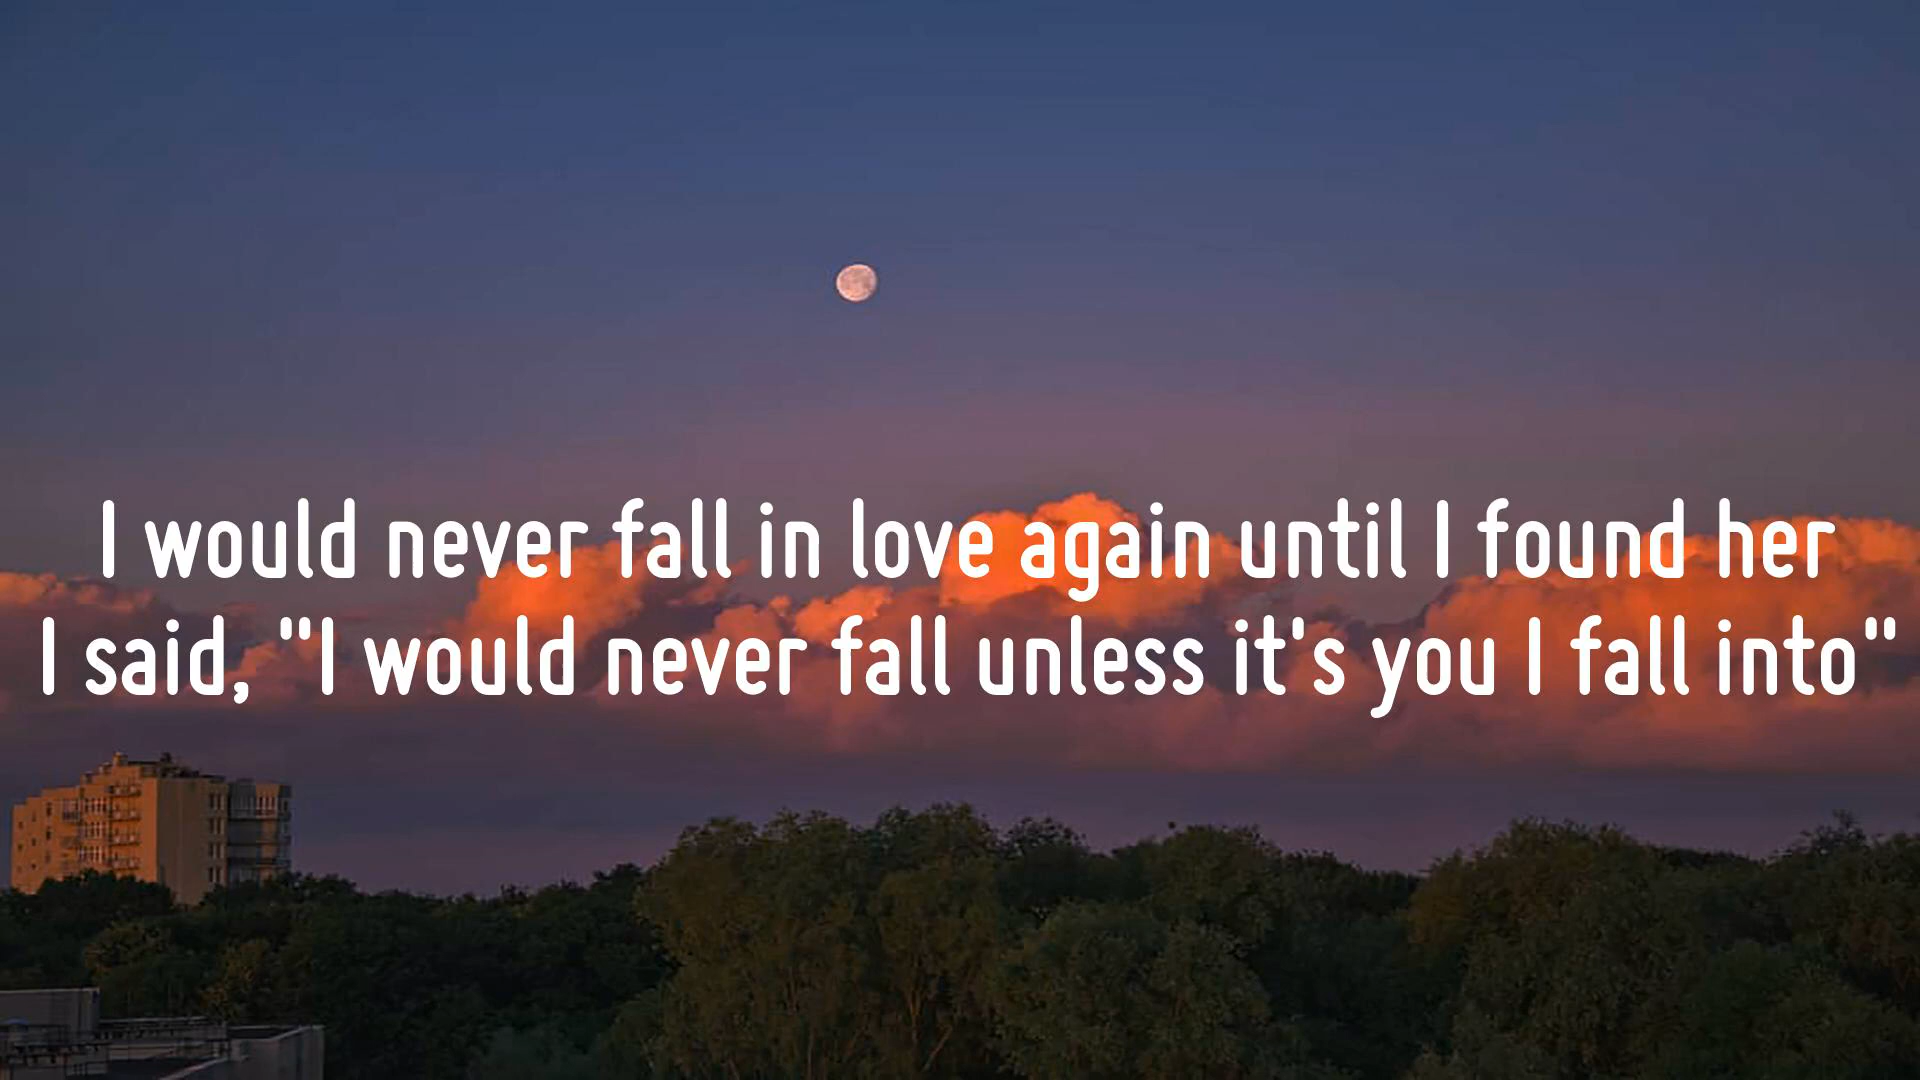 I would never fall in love again until I found her
I said, "I would never fall unless it's you I fall into"